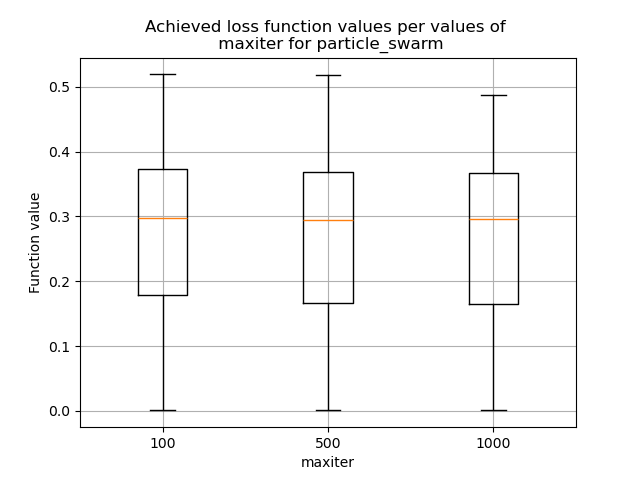 Achieved loss function values per values of
maxiter for particle_swarm
Function value
0.5
0.4
0.3
0.2
0.1
0.0
100 500 1000
maxiter